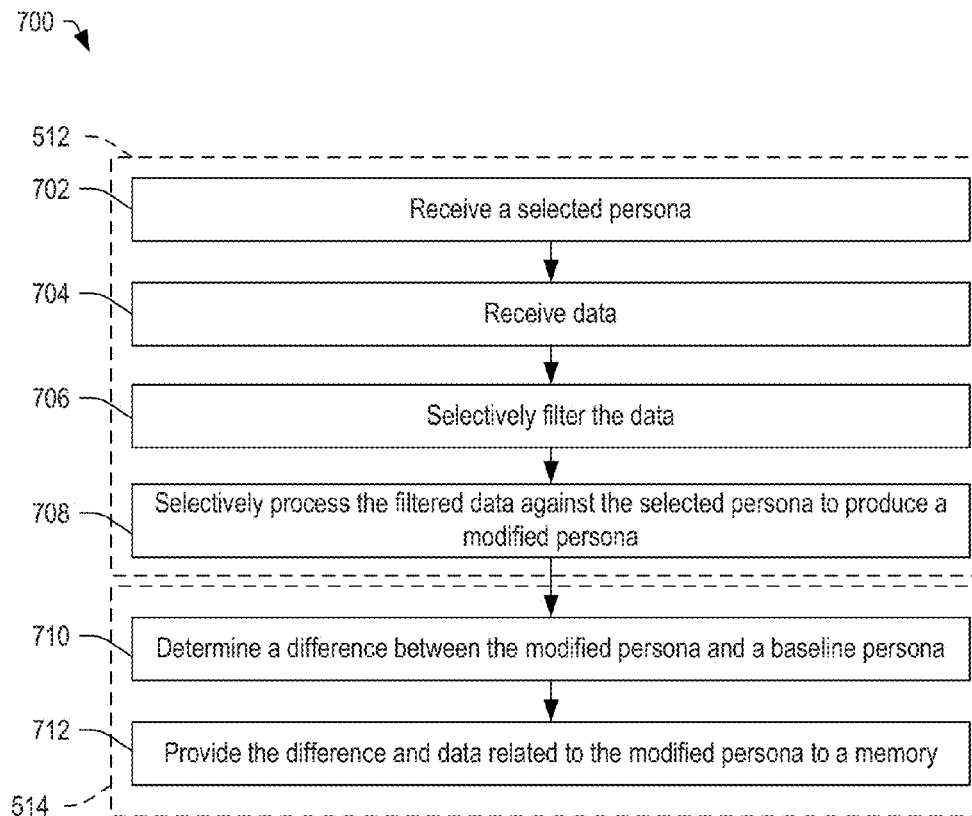 700
512
702
Receive a selected persona
704
Receive data
706
Selectively filter the data
708
Selectively process the filtered data against the selected persona to produce a
modified persona
710
Determine a difference between the modified persona and a baseline persona
712
Provide the difference and data related to the modified persona to a memory
514